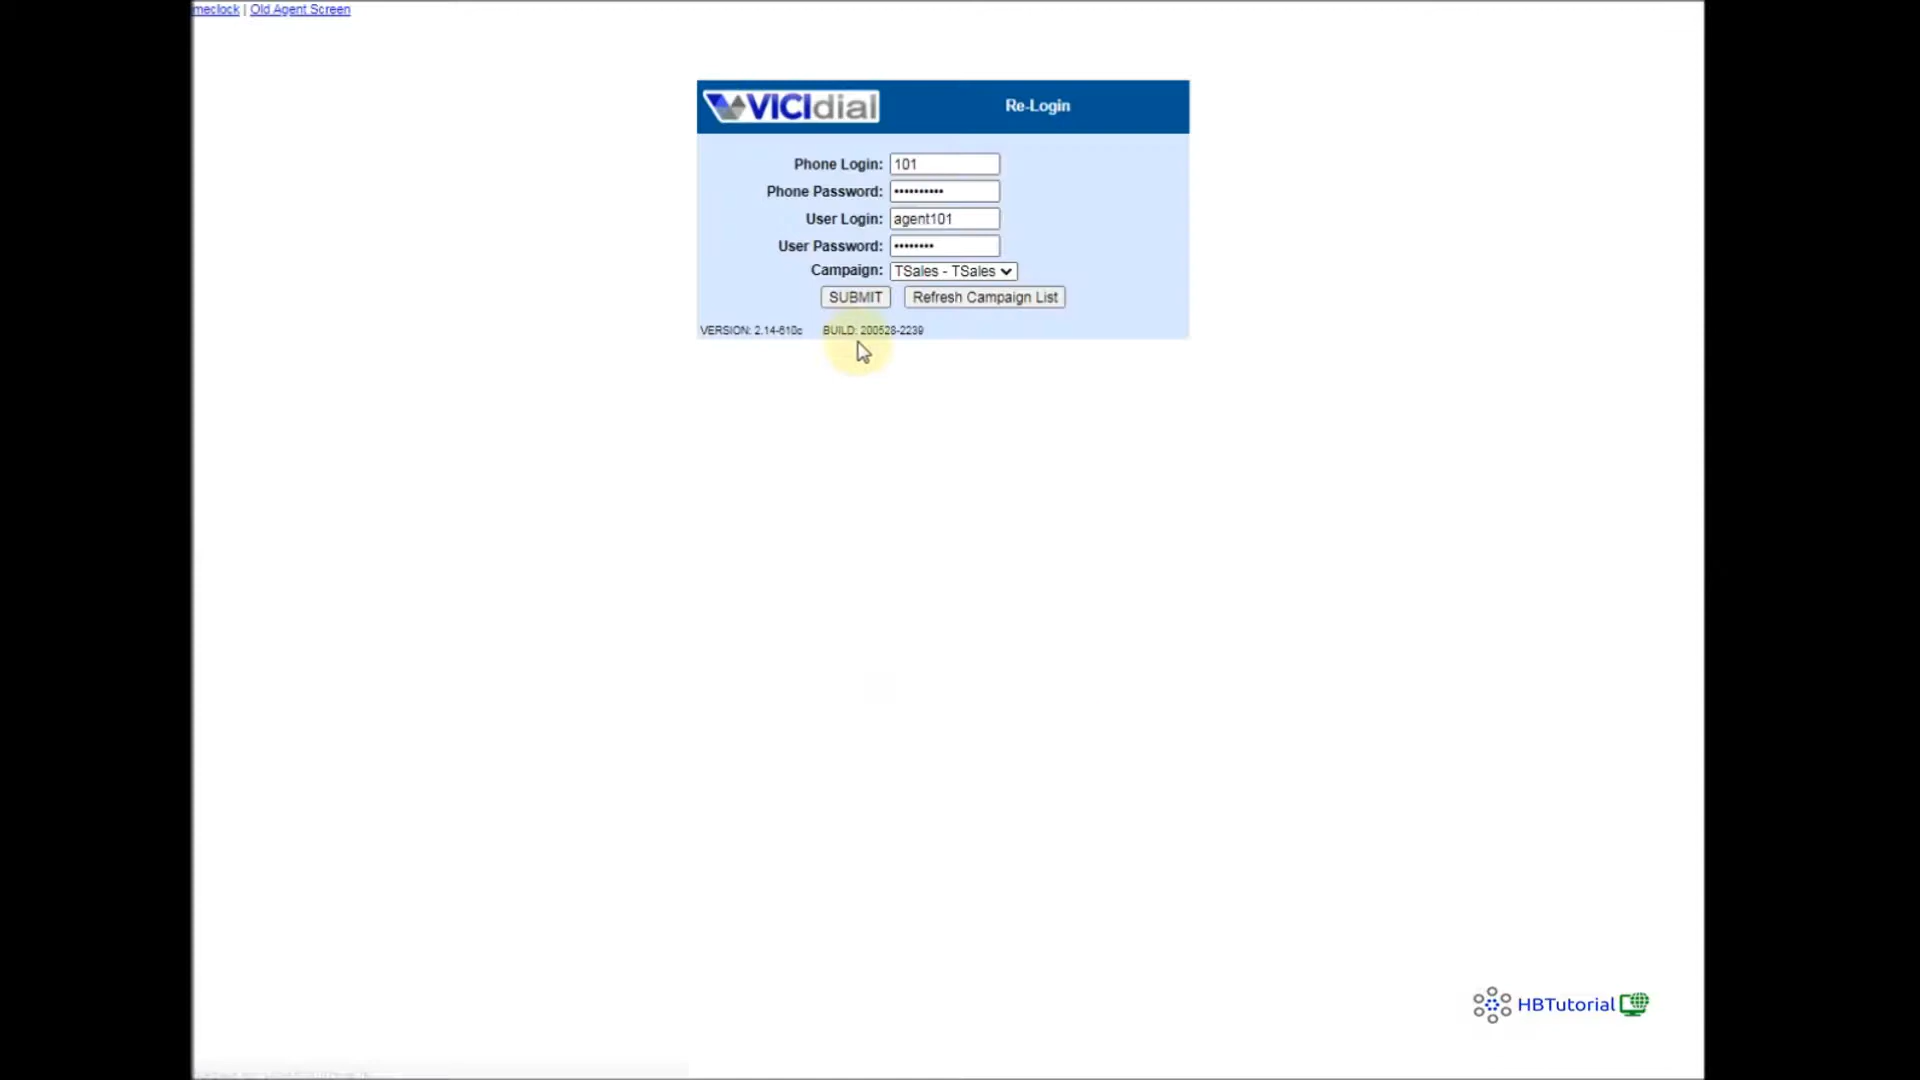 meclock | Old Agent Screen
VICIdial Re-Login
Phone Login: 101
Phone Password: ••••••••••
User Login: agent101
User Password: ••••••••
Campaign: TSales - TSales
SUBMIT Refresh Campaign List
VERSION: 2.14-610c BUILD: 200528-2239
HBTutorial